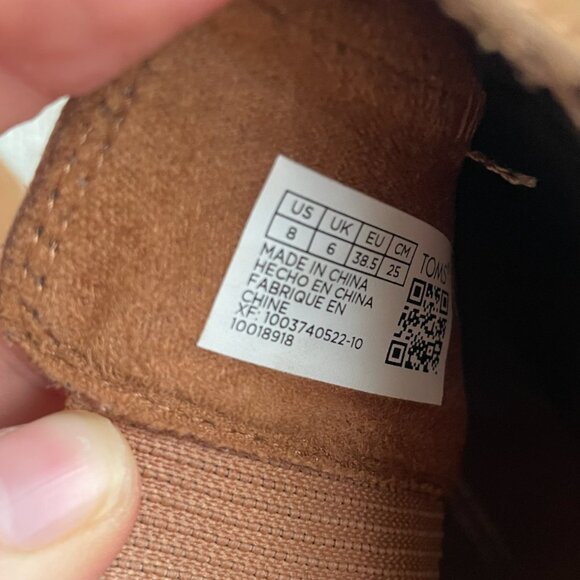 US UK EU CM
8 6 38.5 25
TOMS
MADE IN CHINA
HECHO EN CHINA
FABRIQUE EN
CHINE
XF: 1003740522-10
10018918